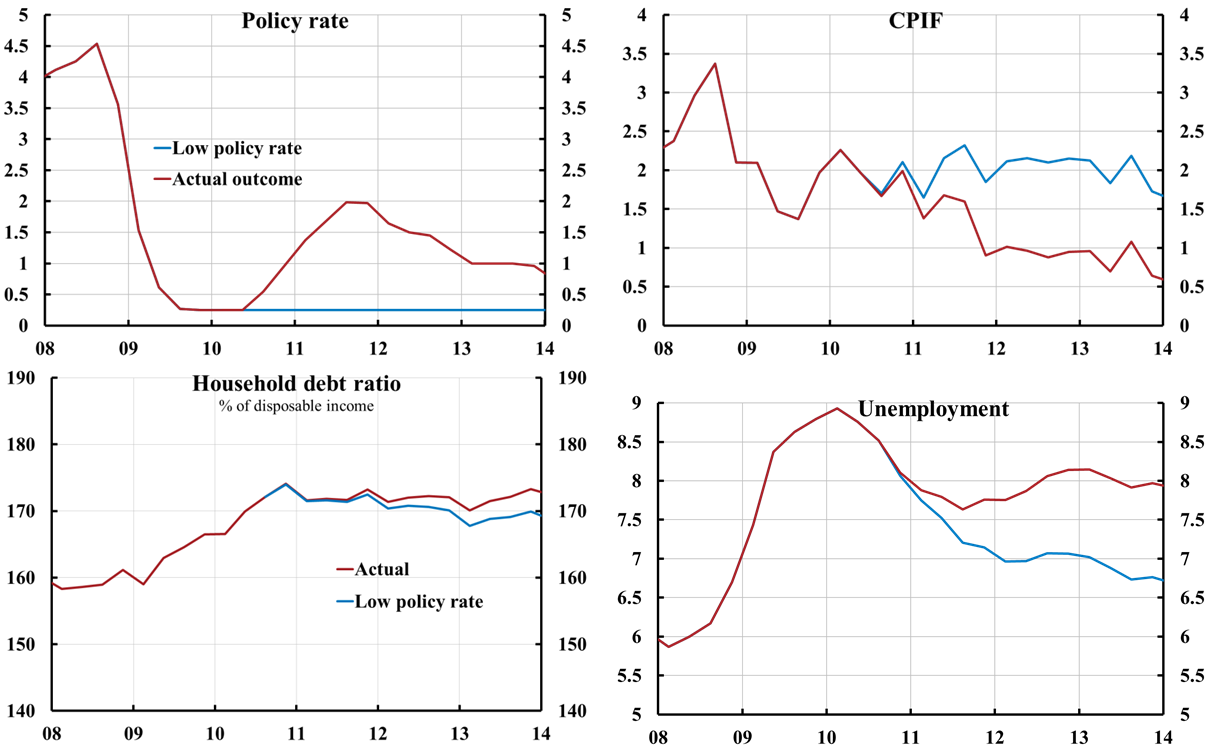 Policy rate
5 5
4.5 4.5
4 4
3.5 3.5
3 3
Low policy rate
2.5 2.5
Actual outcome
2 2
1.5 1.5
1 1
0.5 0.5
0 0
08 09 10 11 12 13 14
CPIF
4 4
3.5 3.5
3 3
2.5 2.5
2 2
1.5 1.5
1 1
0.5 0.5
0 0
08 09 10 11 12 13 14
Household debt ratio
% of disposable income
190 190
180 180
170 170
160 160
Actual
Low policy rate
150 150
140 140
08 09 10 11 12 13 14
Unemployment
9 9
8.5 8.5
8 8
7.5 7.5
7 7
6.5 6.5
6 6
5.5 5.5
5 5
08 09 10 11 12 13 14